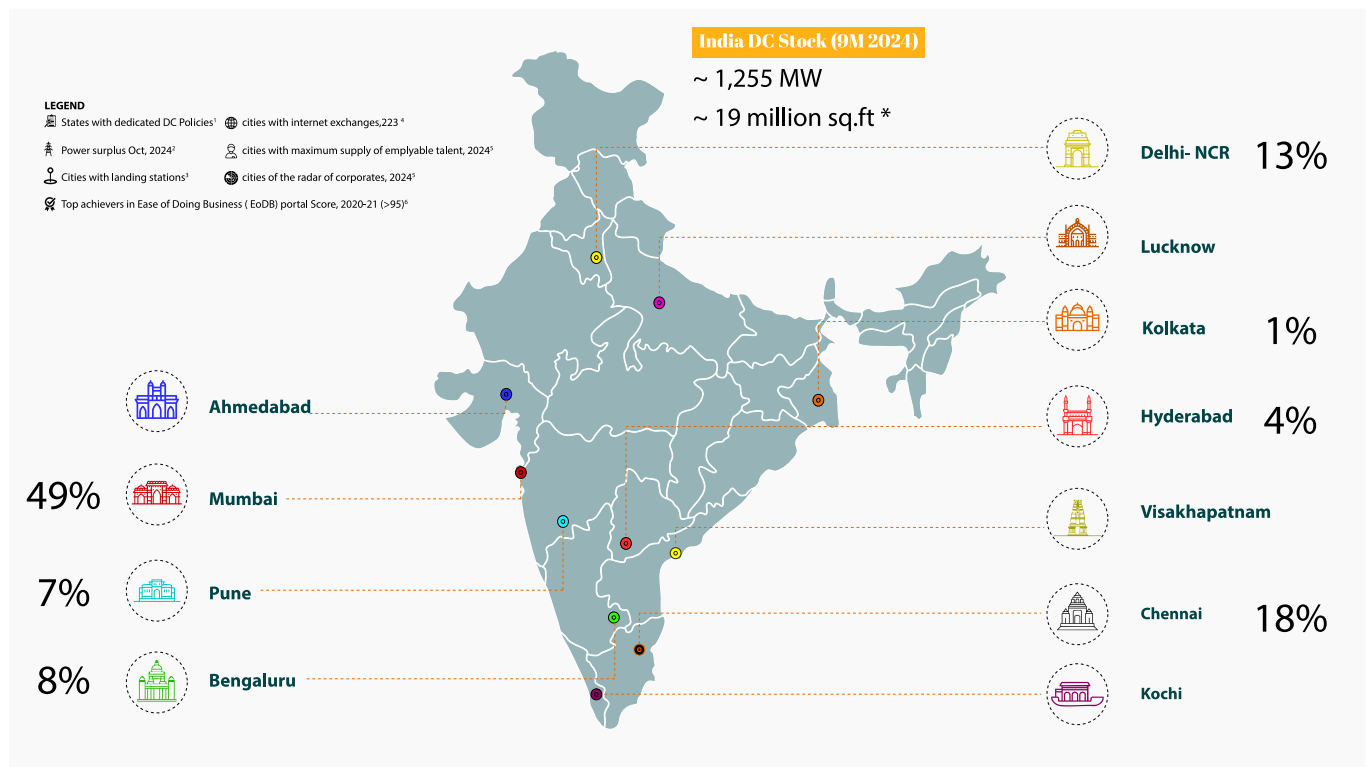 India DC Stock (9M 2024)
~ 1,255 MW
~ 19 million sq.ft *
LEGEND
States with dedicated DC Policies¹
cities with internet exchanges,223 ⁴
Power surplus Oct, 2024²
cities with maximum supply of emplyable talent, 2024⁵
Cities with landing stations³
cities of the radar of corporates, 2024⁵
Top achievers in Ease of Doing Business ( EoDB) portal Score, 2020-21 (>95)⁶
Delhi- NCR 13%
Lucknow
Kolkata 1%
Hyderabad 4%
Visakhapatnam
Chennai 18%
Kochi
Ahmedabad
49% Mumbai
7% Pune
8% Bengaluru